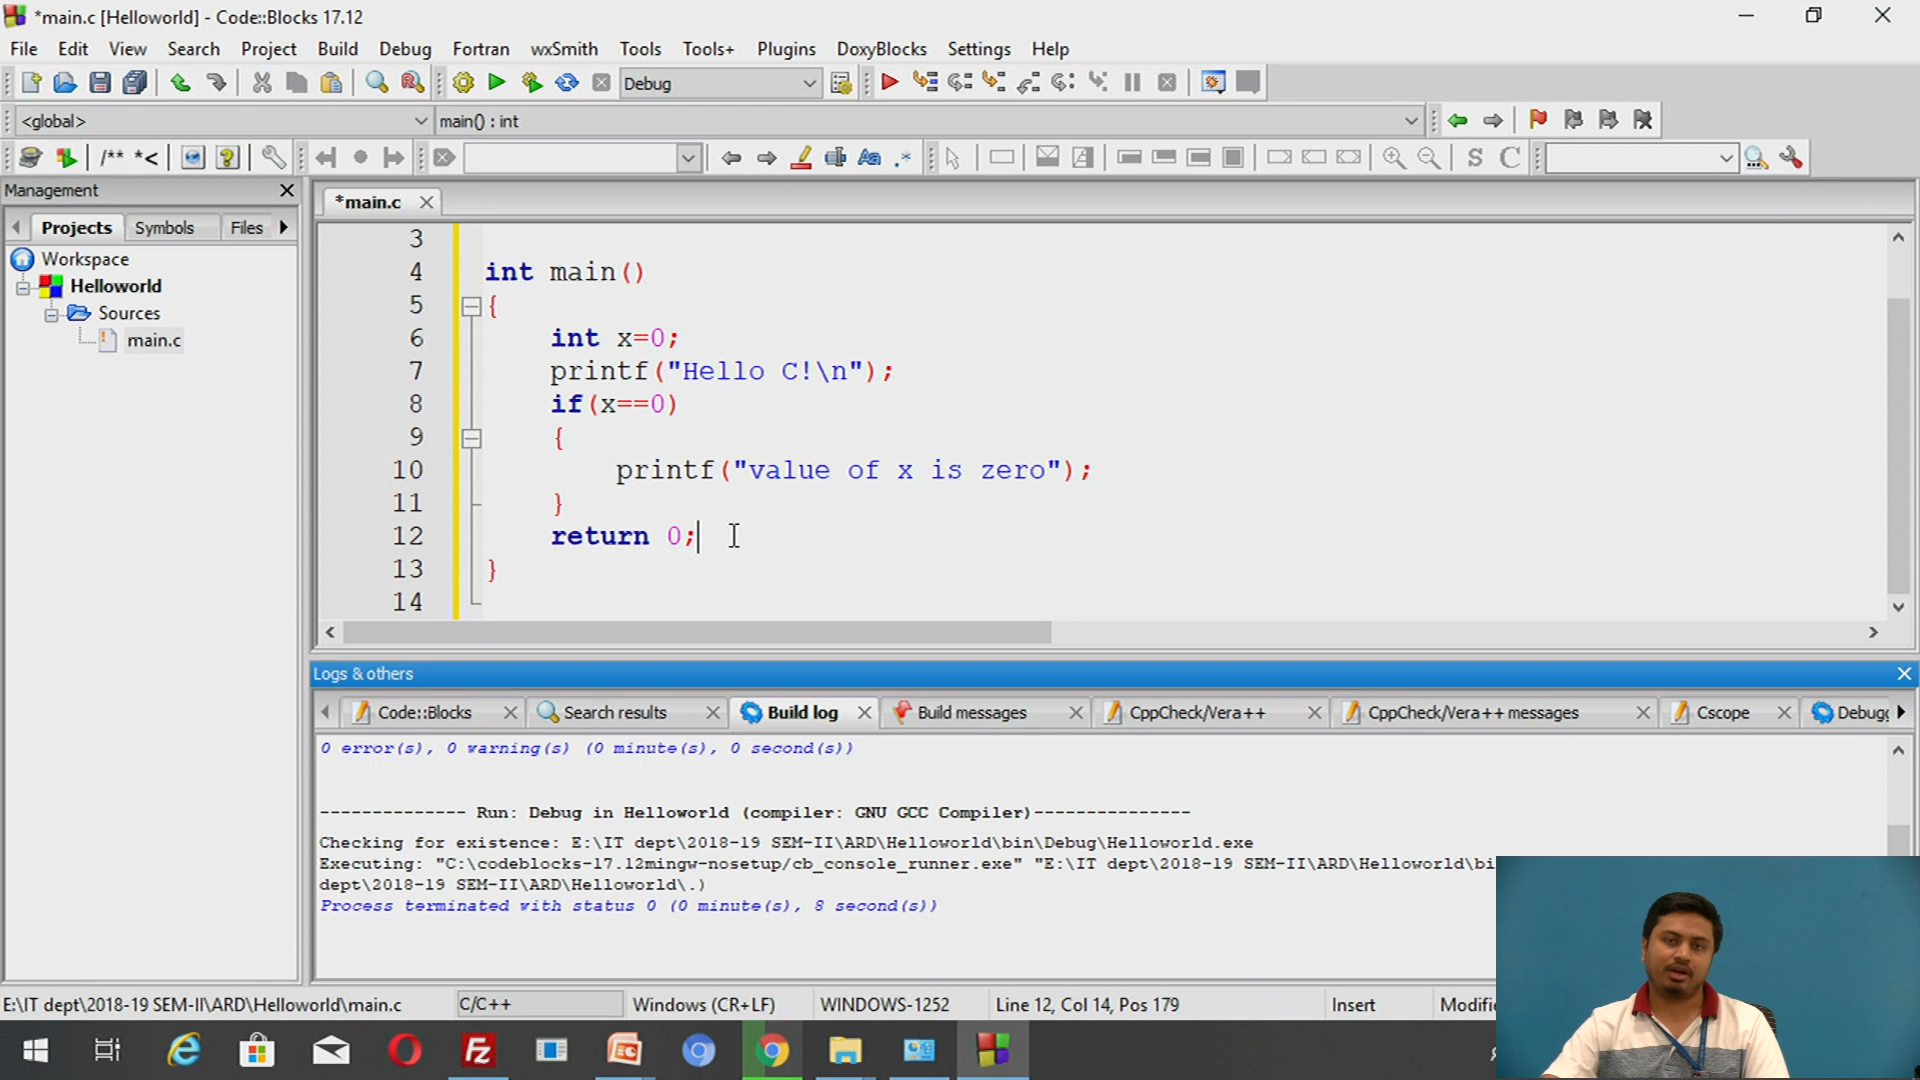 *main.c [Helloworld] - Code::Blocks 17.12
File Edit View Search Project Build Debug Fortran wxSmith Tools Tools+ Plugins DoxyBlocks Settings Help
Debug
<global> main() : int
/** *<
Management
*main.c
Projects Symbols Files
Workspace
Helloworld
Sources
main.c
3
4 int main()
5 {
6 int x=0;
7 printf("Hello C!\n");
8 if(x==0)
9 {
10 printf("value of x is zero");
11 }
12 return 0;
13 }
14
Logs & others
Code::Blocks Search results Build log Build messages CppCheck/Vera++ CppCheck/Vera++ messages Cscope Debugg
0 error(s), 0 warning(s) (0 minute(s), 0 second(s))
-------------- Run: Debug in Helloworld (compiler: GNU GCC Compiler)---------------
Checking for existence: E:\IT dept\2018-19 SEM-II\ARD\Helloworld\bin\Debug\Helloworld.exe
Executing: "C:\codeblocks-17.12mingw-nosetup/cb_console_runner.exe" "E:\IT dept\2018-19 SEM-II\ARD\Helloworld\bi
dept\2018-19 SEM-II\ARD\Helloworld\.)
Process terminated with status 0 (0 minute(s), 8 second(s))
E:\IT dept\2018-19 SEM-II\ARD\Helloworld\main.c C/C++ Windows (CR+LF) WINDOWS-1252 Line 12, Col 14, Pos 179 Insert Modifie